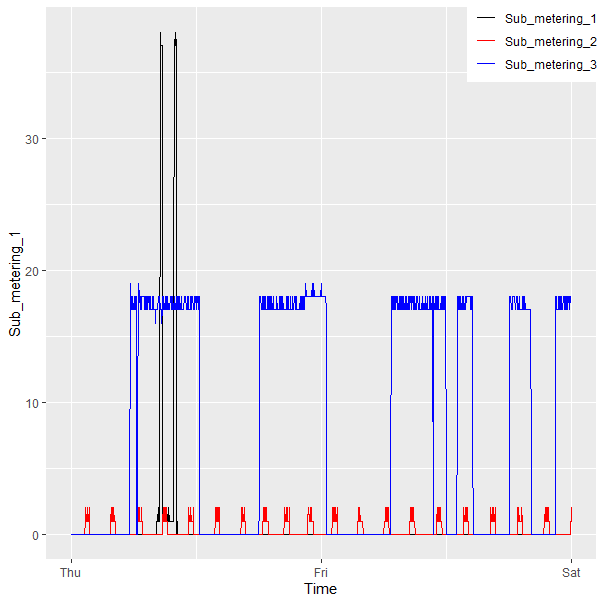 Sub_metering_1
Sub_metering_2
Sub_metering_3
30
20
10
0
Sub_metering_1
Thu
Fri
Sat
Time